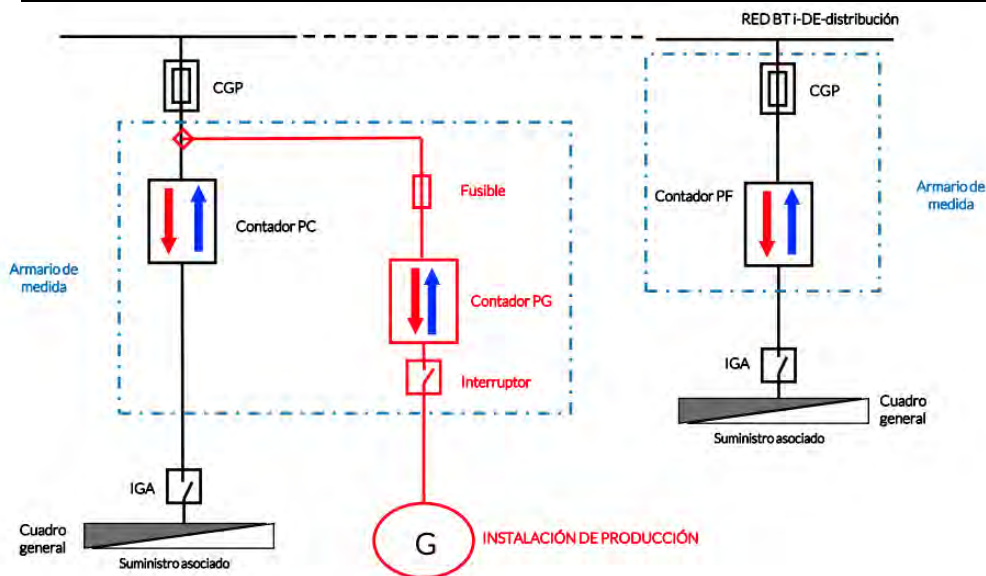 RED BT i-DE-distribución
CGP
CGP
Fusible
Contador PC
Contador PF
Armario de
medida
Armario de
medida
Contador PG
Interruptor
IGA
Cuadro
general
Suministro asociado
IGA
Cuadro
general
Suministro asociado
G
INSTALACIÓN DE PRODUCCIÓN